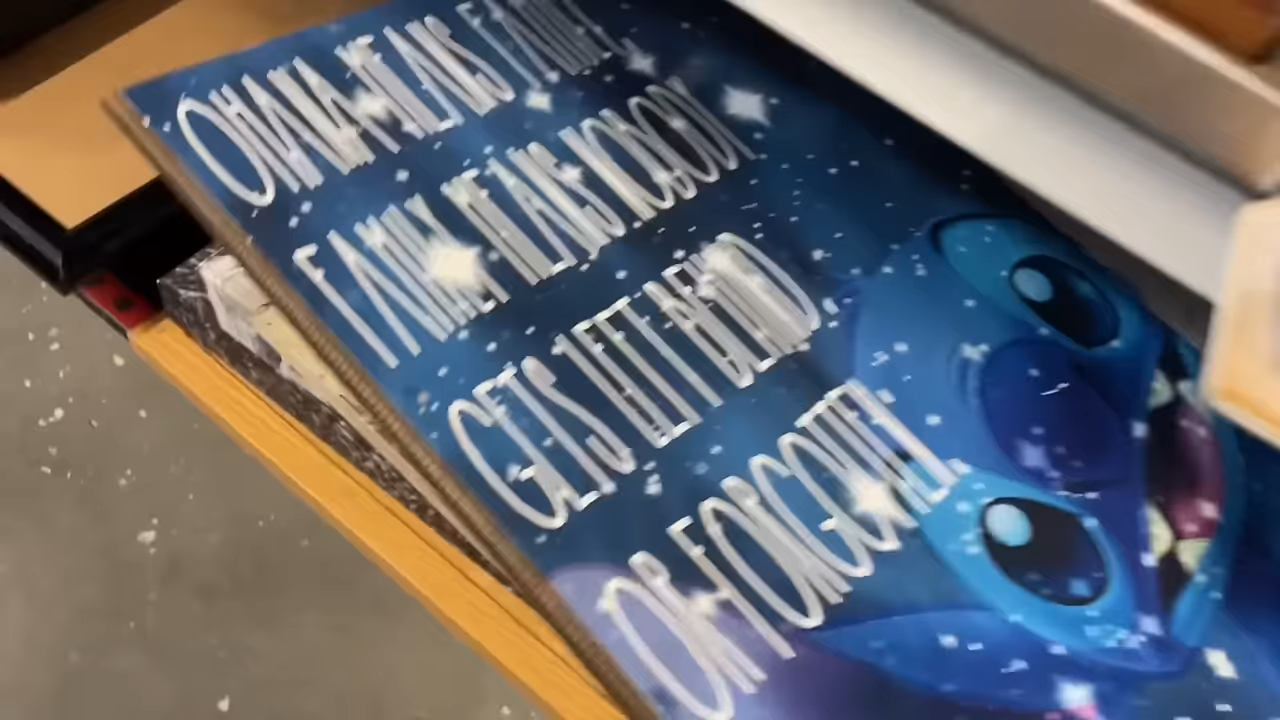 OHANA MEANS FAMILY
FAMILY MEANS NOBODY
GETS LEFT BEHIND
OR FORGOTTEN